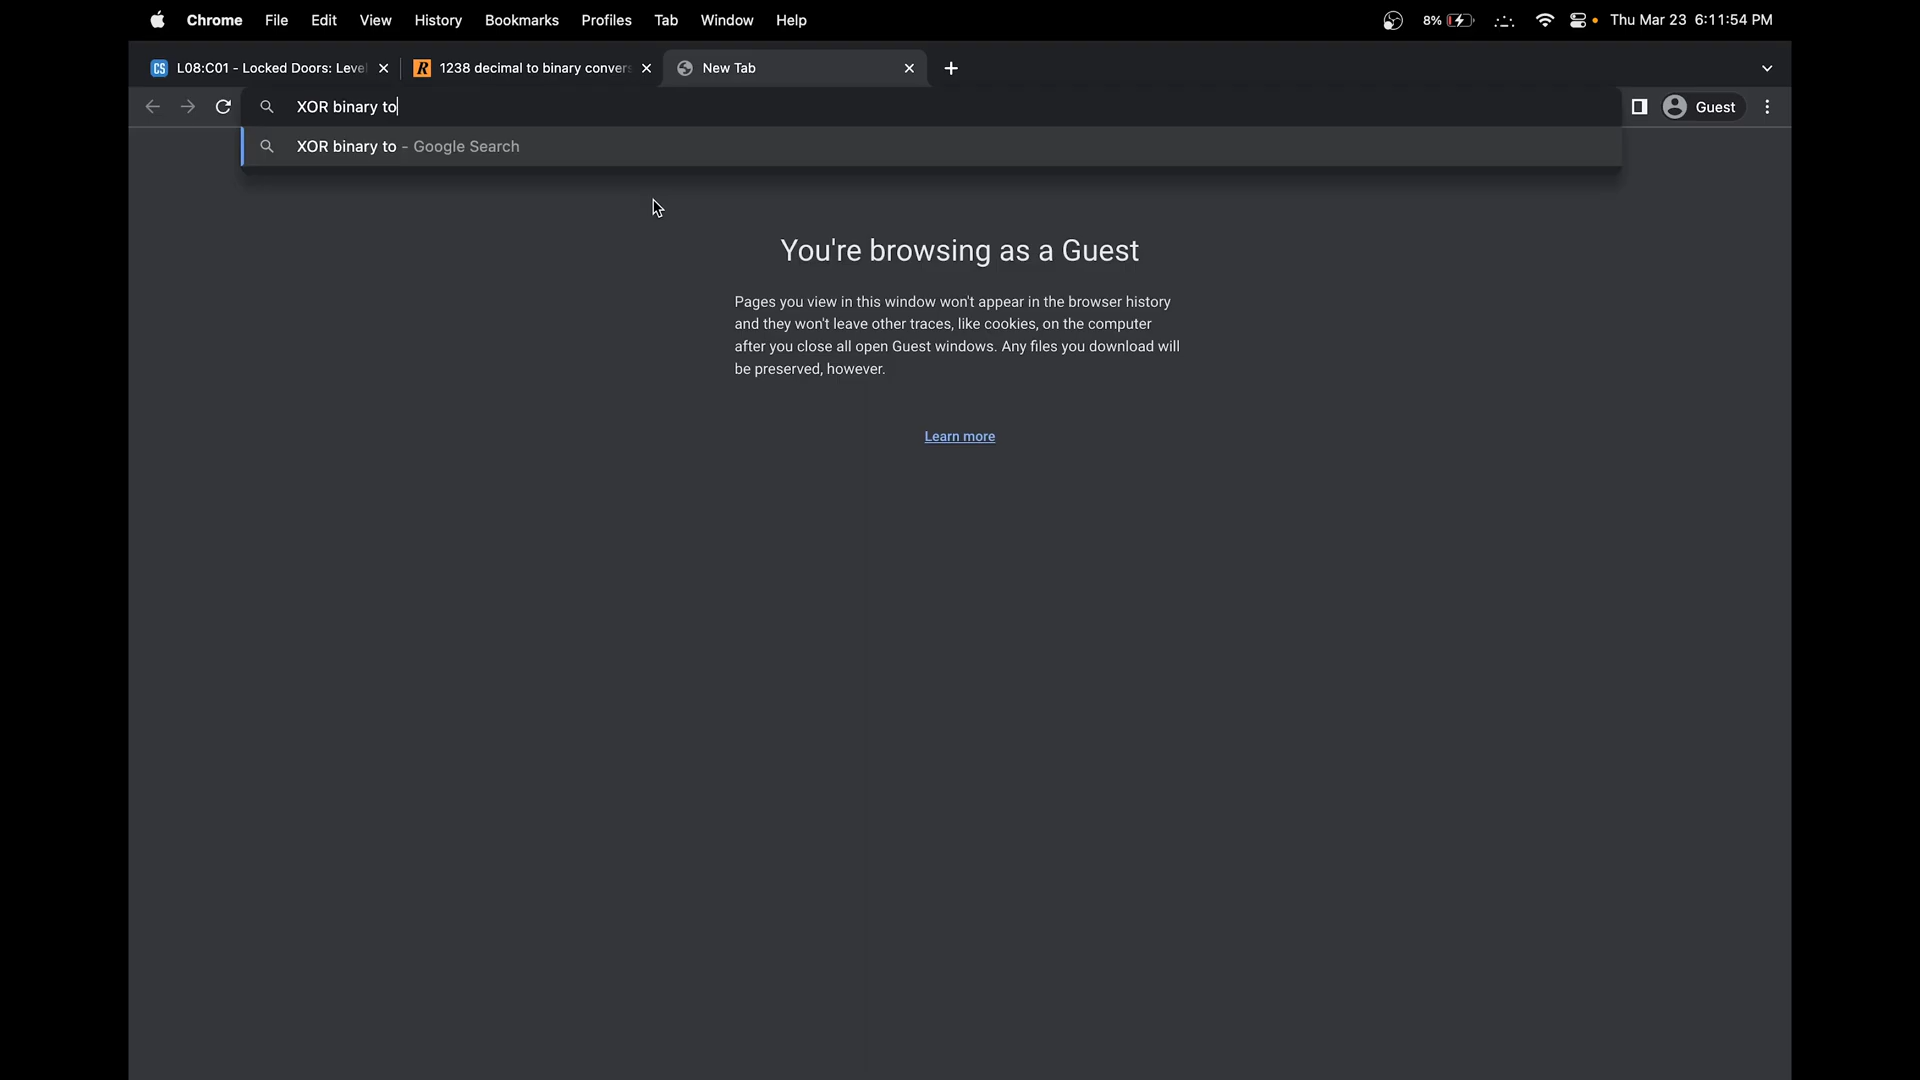 Chrome File Edit View History Bookmarks Profiles Tab Window Help 8% Thu Mar 23 6:11:54 PM
CS L08:C01 - Locked Doors: Leve R 1238 decimal to binary conver New Tab
XOR binary to Guest
XOR binary to - Google Search
You're browsing as a Guest
Pages you view in this window won't appear in the browser history
and they won't leave other traces, like cookies, on the computer
after you close all open Guest windows. Any files you download will
be preserved, however.
Learn more